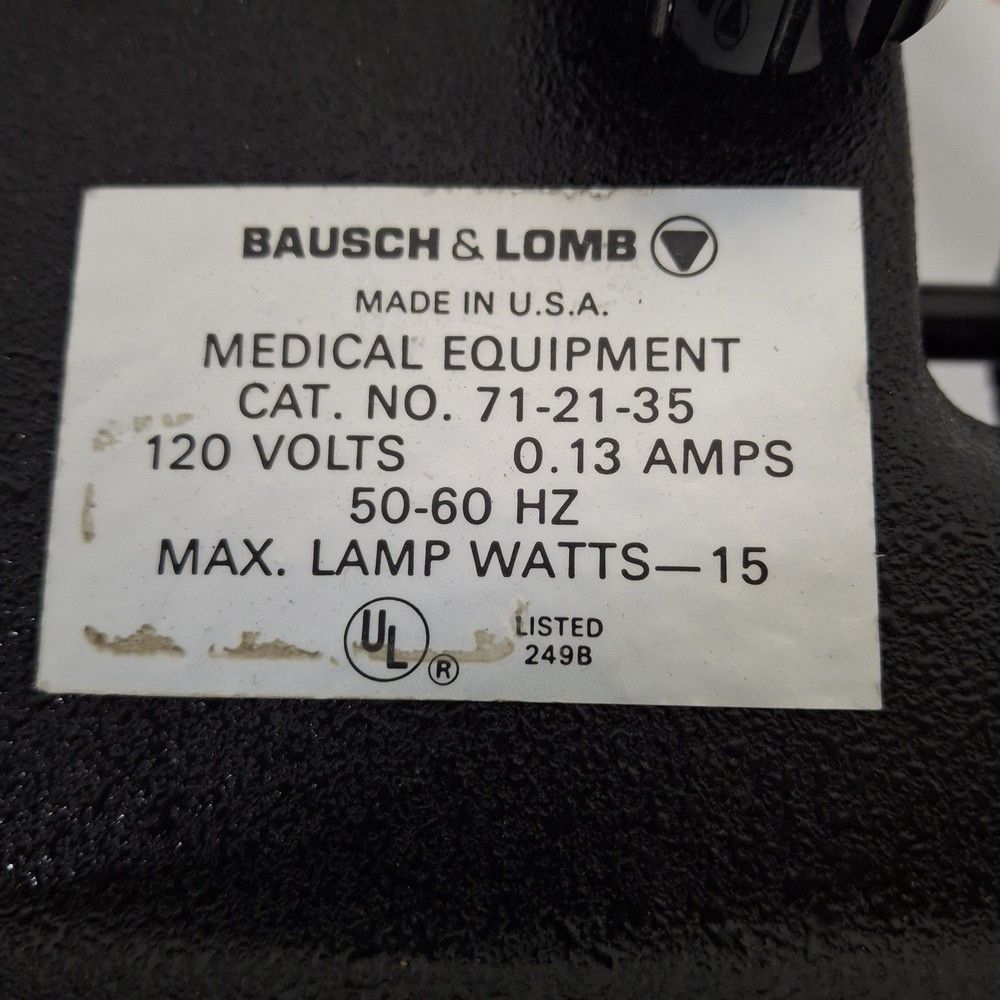 BAUSCH & LOMB
MADE IN U.S.A.
MEDICAL EQUIPMENT
CAT. NO. 71-21-35
120 VOLTS 0.13 AMPS
50-60 HZ
MAX. LAMP WATTS—15
UL ® LISTED
249B